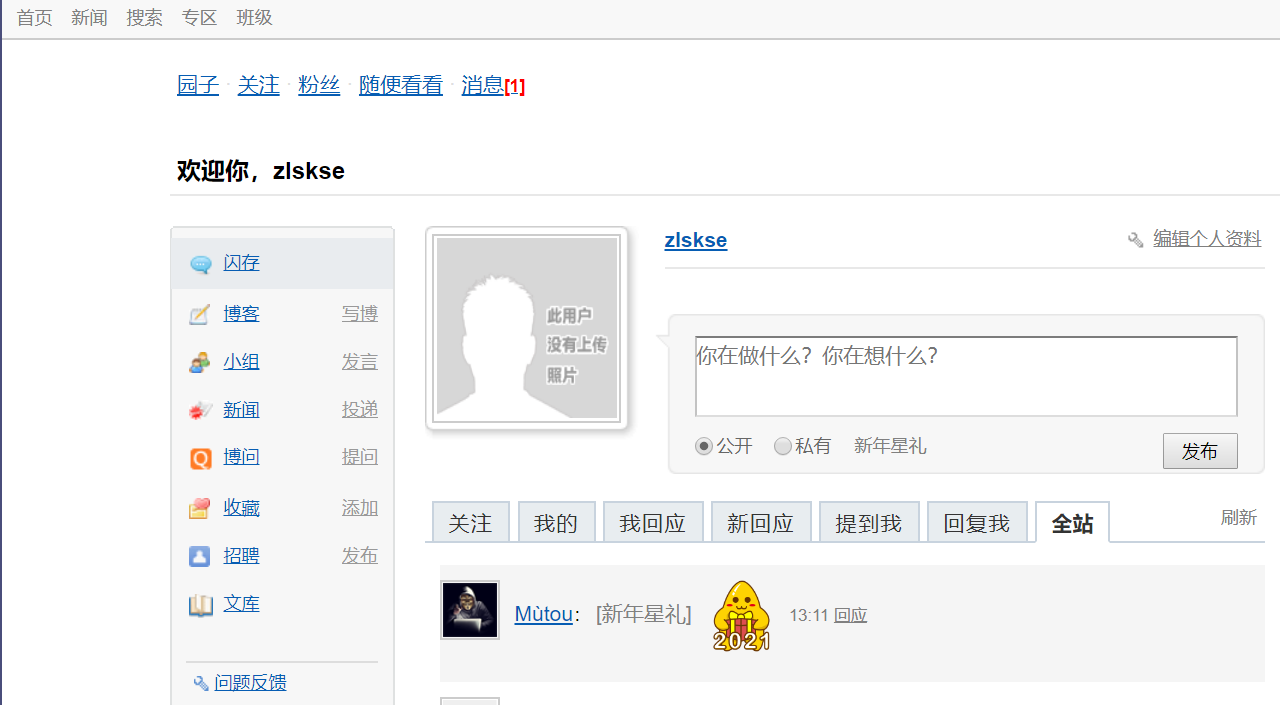 首页 新闻 搜索 专区 班级
园子 · 关注 · 粉丝 · 随便看看 · 消息[1]
欢迎你，zlskse
闪存
博客 写博
小组 发言
新闻 投递
博问 提问
收藏 添加
招聘 发布
文库
问题反馈
此用户
没有上传
照片
zlskse 编辑个人资料
你在做什么？你在想什么？
公开 私有 新年星礼 发布
关注 我的 我回应 新回应 提到我 回复我 全站 刷新
Mùtou： [新年星礼] 2021 13:11 回应